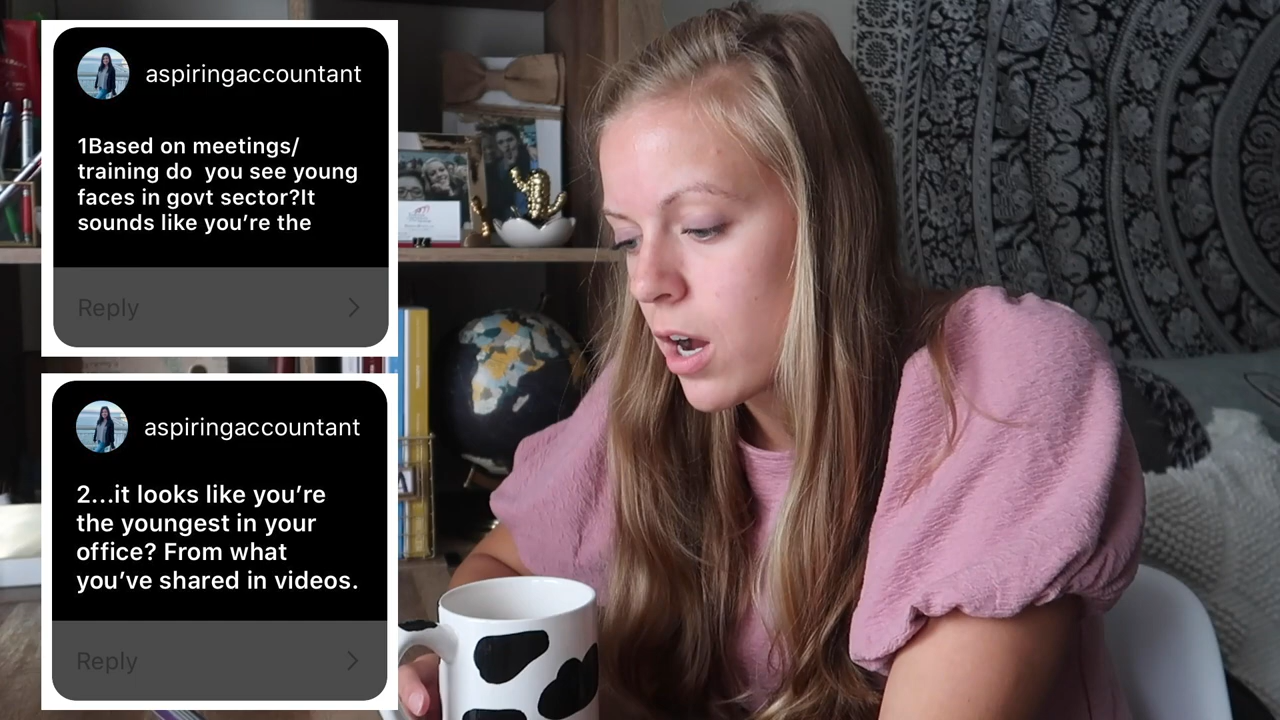 aspiringaccountant
1Based on meetings/
training do  you see young
faces in govt sector?It
sounds like you’re the
Reply
aspiringaccountant
2...it looks like you’re
the youngest in your
office? From what
you’ve shared in videos.
Reply